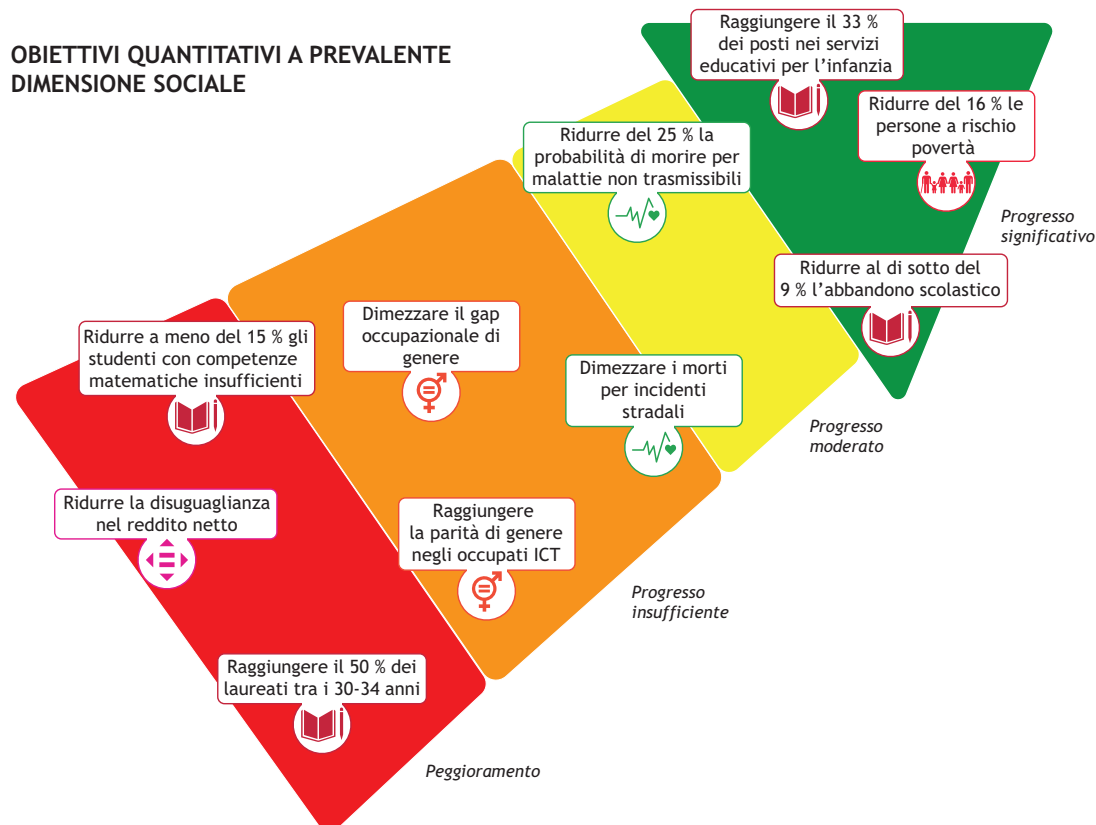 OBIETTIVI QUANTITATIVI A PREVALENTE
DIMENSIONE SOCIALE
Raggiungere il 33 %
dei posti nei servizi
educativi per l'infanzia
Ridurre del 16 % le
persone a rischio
povertà
Ridurre del 25 % la
probabilità di morire per
malattie non trasmissibili
Progresso
significativo
Ridurre al di sotto del
9 % l'abbandono scolastico
Ridurre a meno del 15 % gli
studenti con competenze
matematiche insufficienti
Dimezzare il gap
occupazionale di
genere
Dimezzare i morti
per incidenti
stradali
Progresso
moderato
Ridurre la disuguaglianza
nel reddito netto
Raggiungere
la parità di genere
negli occupati ICT
Progresso
insufficiente
Raggiungere il 50 % dei
laureati tra i 30-34 anni
Peggioramento